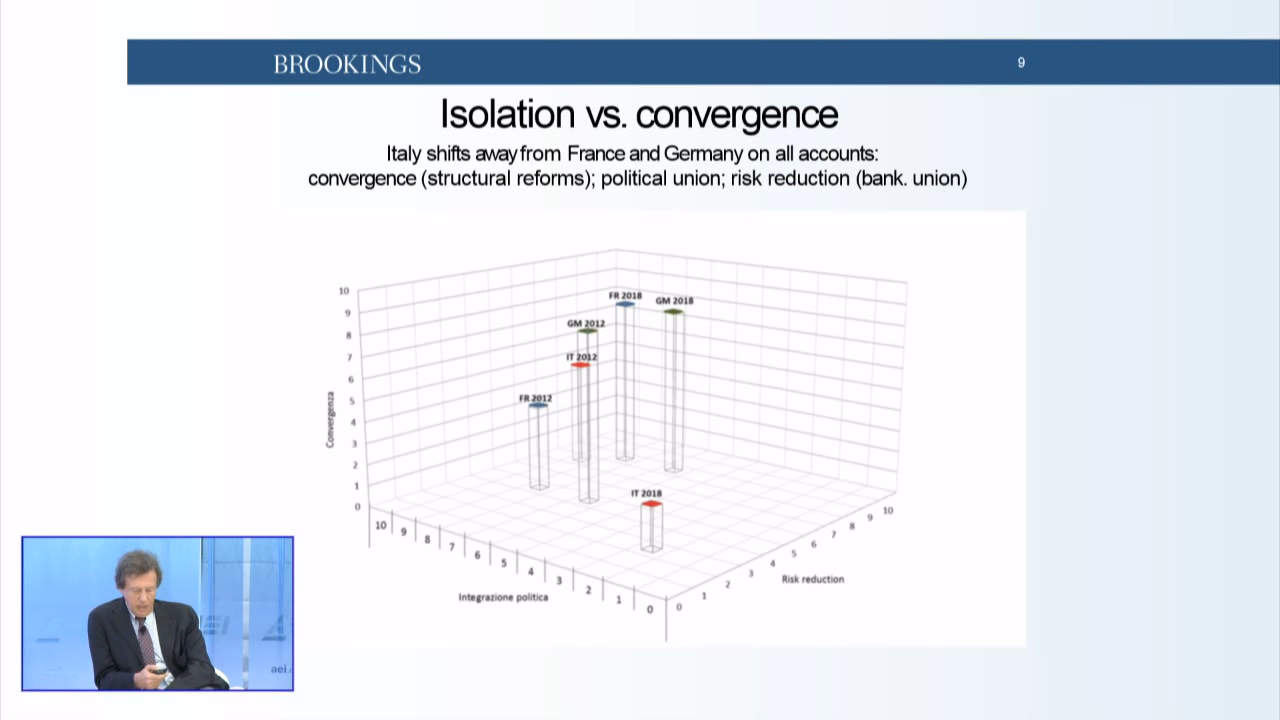 BROOKINGS
9
Isolation vs. convergence
Italy shifts away from France and Germany on all accounts:
convergence (structural reforms); political union; risk reduction (bank. union)
FR 2018
GM 2018
GM 2012
IT 2012
FR 2012
IT 2018
10
9
8
7
6
5
4
3
2
1
0
Convergenza
10
9
8
7
6
5
4
3
2
1
0
Integrazione politica
0
1
2
3
4
5
6
7
8
9
10
Risk reduction
AEI
aei.